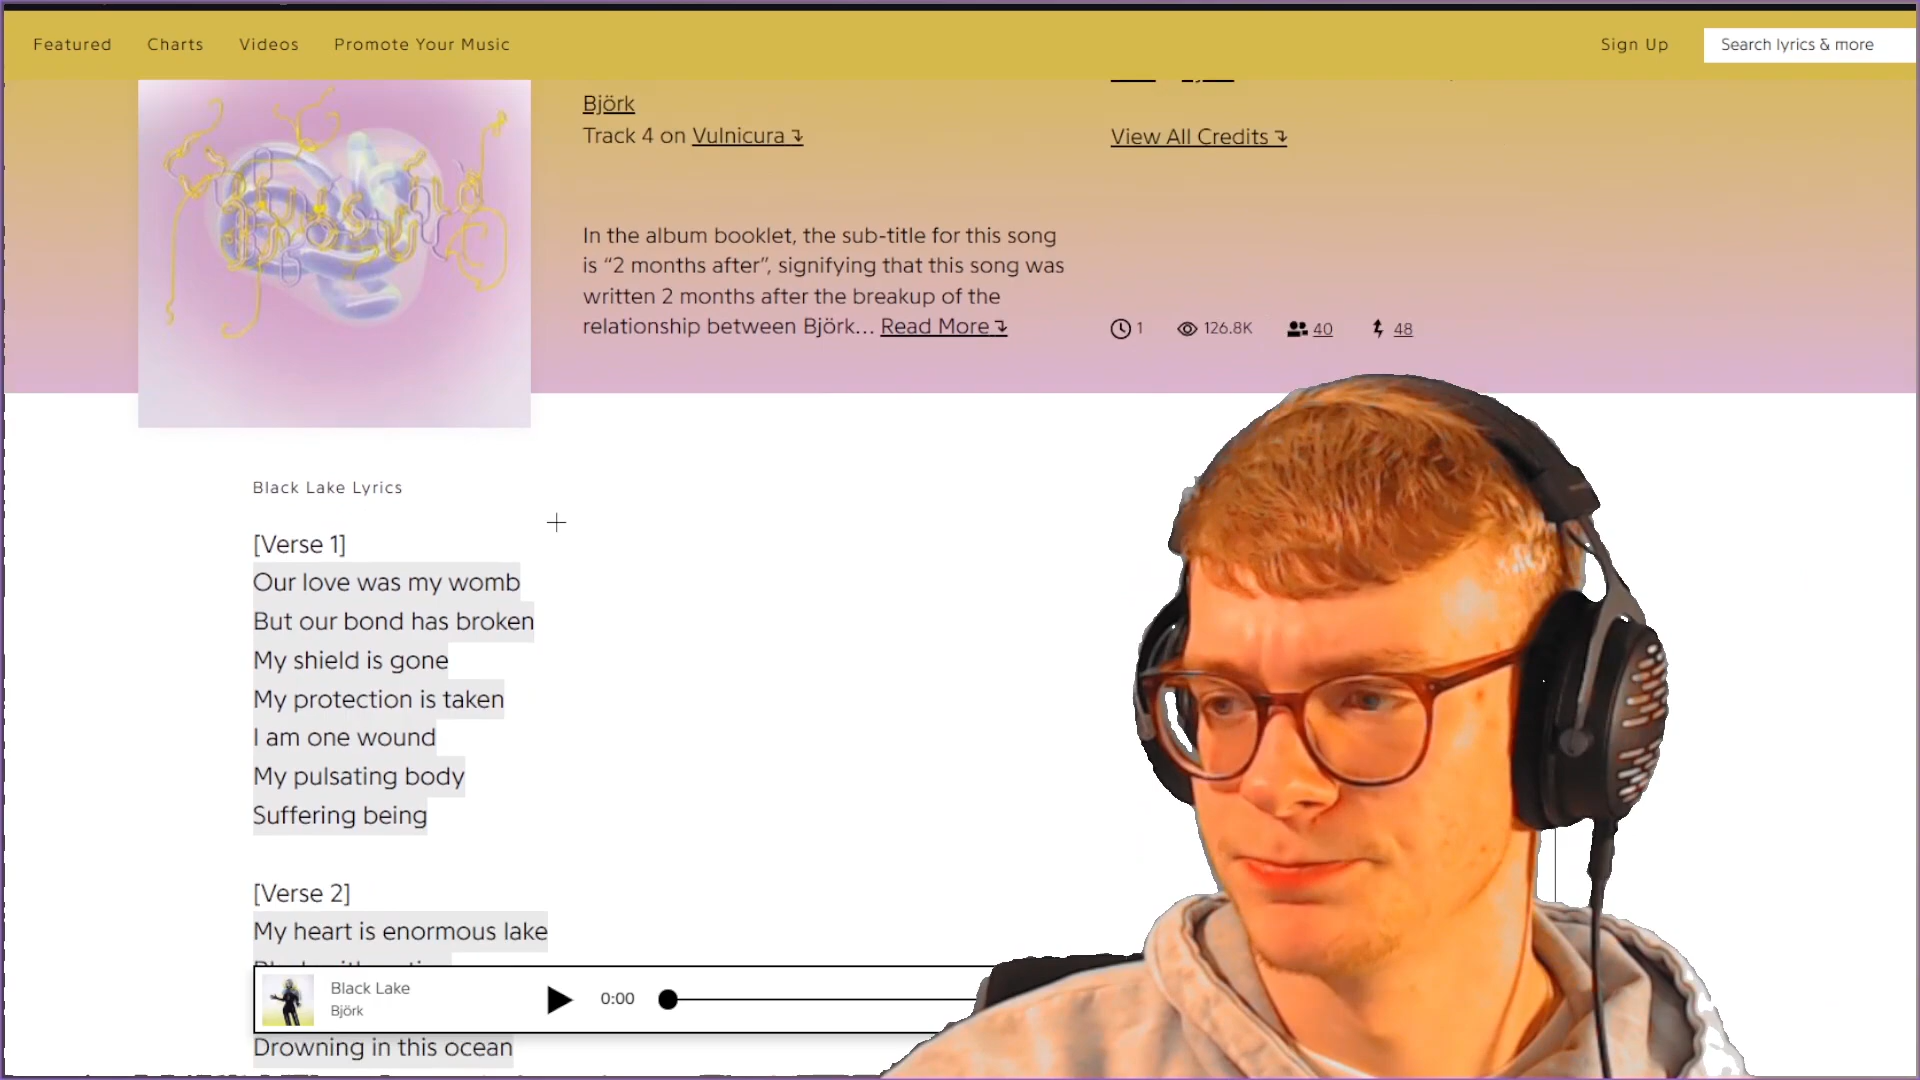 Featured Charts Videos Promote Your Music Sign Up Search lyrics & more
Björk
Track 4 on Vulnicura
View All Credits
In the album booklet, the sub-title for this song
is “2 months after”, signifying that this song was
written 2 months after the breakup of the
relationship between Björk... Read More
1 126.8K 40 48
Black Lake Lyrics
[Verse 1]
Our love was my womb
But our bond has broken
My shield is gone
My protection is taken
I am one wound
My pulsating body
Suffering being
[Verse 2]
My heart is enormous lake
Black Lake
Björk
0:00
Drowning in this ocean